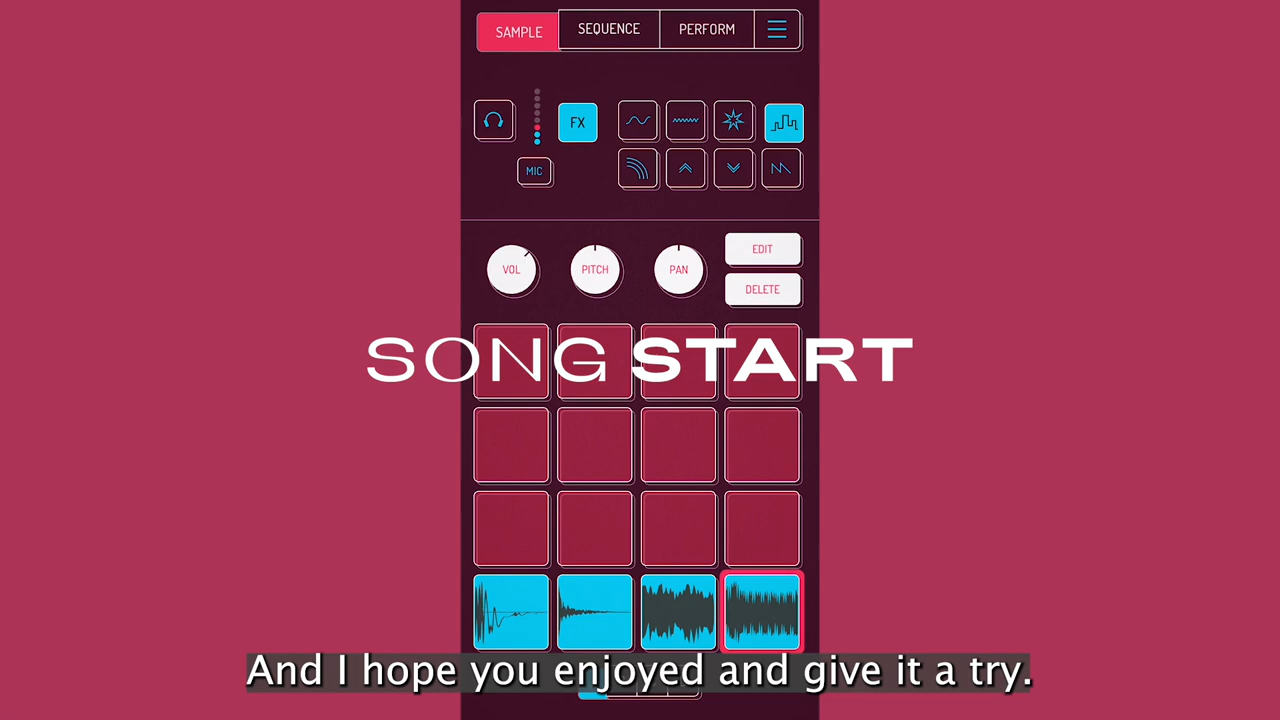 SAMPLE SEQUENCE PERFORM
FX
MIC
VOL PITCH PAN EDIT
DELETE
SONG START
And I hope you enjoyed and give it a try.